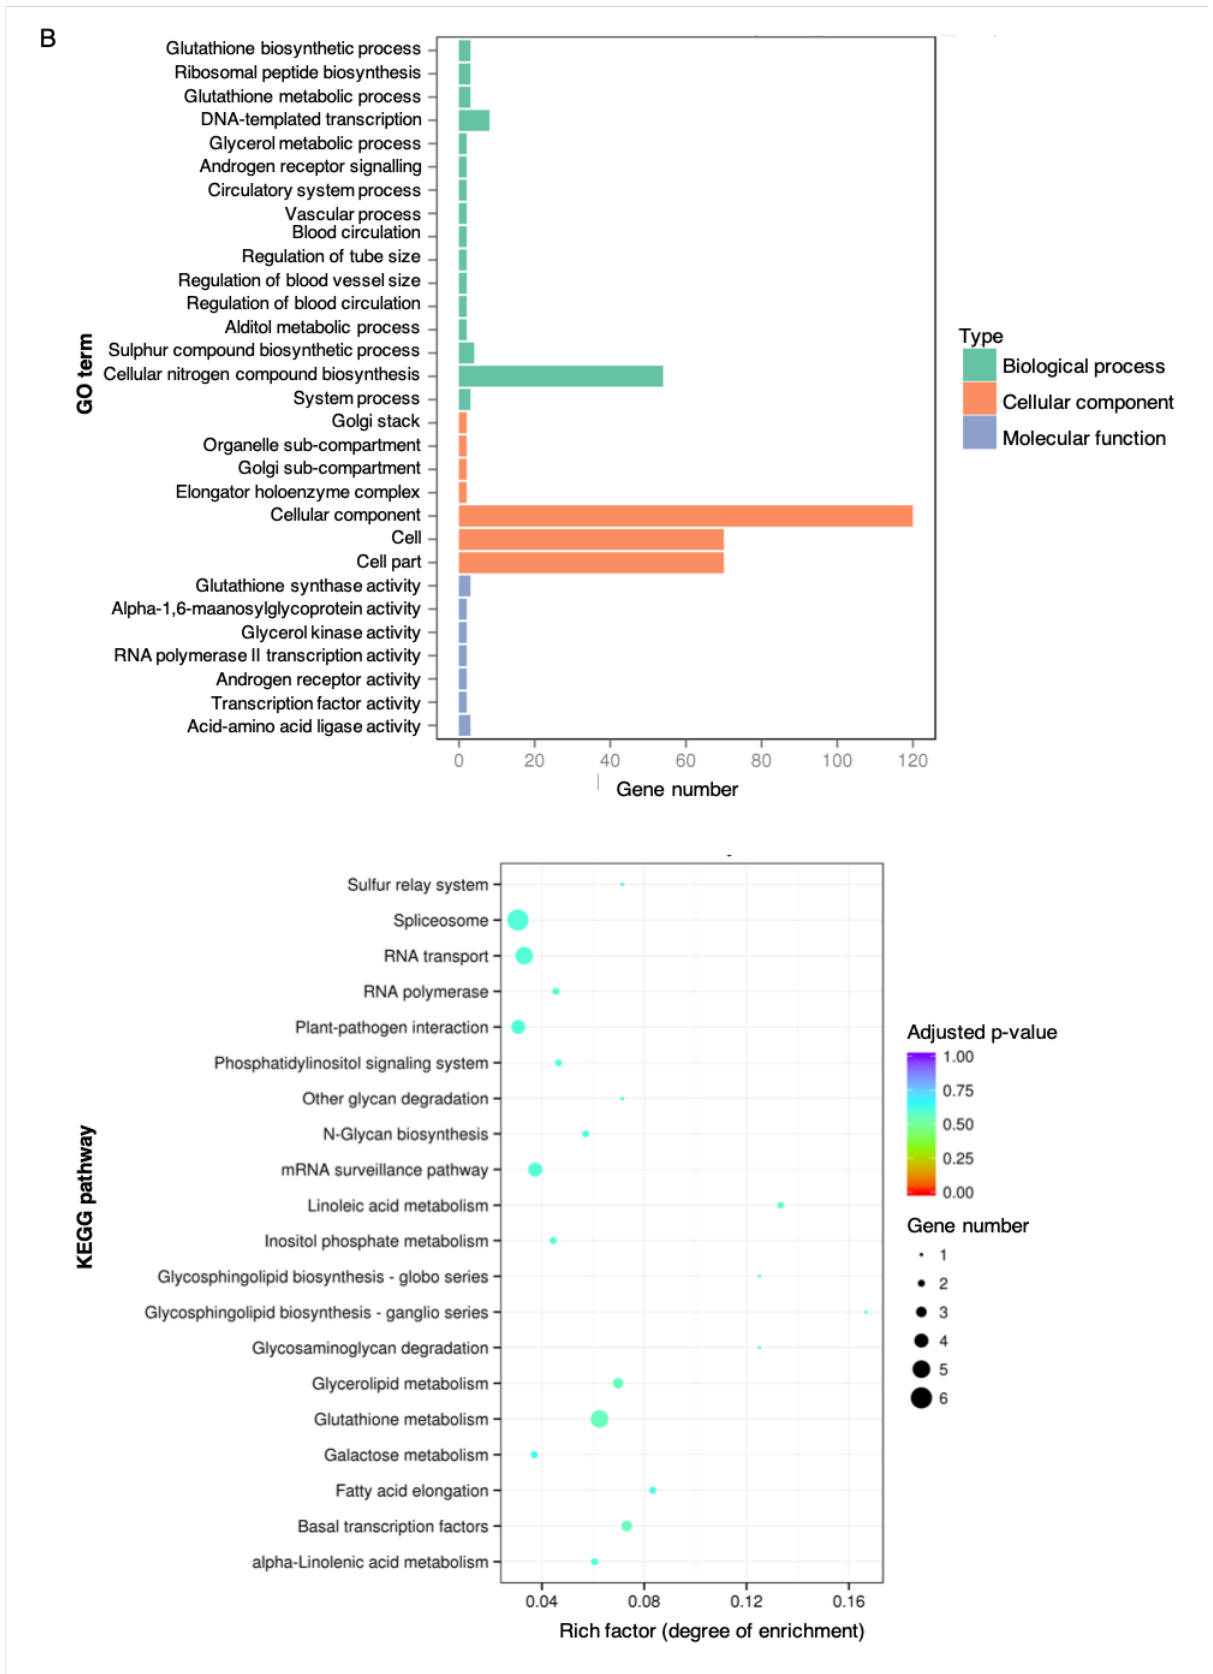 B
Glutathione biosynthetic process
Ribosomal peptide biosynthesis
Glutathione metabolic process
DNA-templated transcription
Glycerol metabolic process
Androgen receptor signalling
Circulatory system process
Vascular process
Blood circulation
Regulation of tube size
Regulation of blood vessel size
Regulation of blood circulation
Alditol metabolic process
Sulphur compound biosynthetic process
Cellular nitrogen compound biosynthesis
System process
Golgi stack
Organelle sub-compartment
Golgi sub-compartment
Elongator holoenzyme complex
Cellular component
Cell
Cell part
Glutathione synthase activity
Alpha-1,6-maanosylglycoprotein activity
Glycerol kinase activity
RNA polymerase II transcription activity
Androgen receptor activity
Transcription factor activity
Acid-amino acid ligase activity
GO term
0 20 40 60 80 100 120
Gene number
Type
Biological process
Cellular component
Molecular function
Sulfur relay system
Spliceosome
RNA transport
RNA polymerase
Plant-pathogen interaction
Phosphatidylinositol signaling system
Other glycan degradation
N-Glycan biosynthesis
mRNA surveillance pathway
Linoleic acid metabolism
Inositol phosphate metabolism
Glycosphingolipid biosynthesis - globo series
Glycosphingolipid biosynthesis - ganglio series
Glycosaminoglycan degradation
Glycerolipid metabolism
Glutathione metabolism
Galactose metabolism
Fatty acid elongation
Basal transcription factors
alpha-Linolenic acid metabolism
KEGG pathway
0.04 0.08 0.12 0.16
Rich factor (degree of enrichment)
Adjusted p-value
1.00
0.75
0.50
0.25
0.00
Gene number
1
2
3
4
5
6